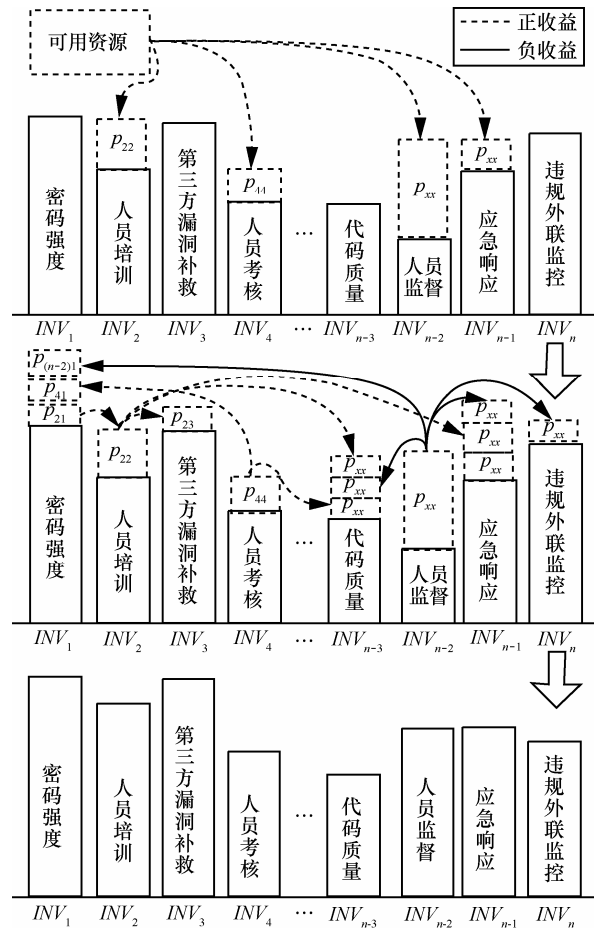 可用资源
正收益
负收益
密码强度
p22
人员培训
第三方漏洞补救
p44
人员考核
…
代码质量
pxx
人员监督
pxx
应急响应
违规外联监控
INV1 INV2 INV3 INV4 … INVn-3 INVn-2 INVn-1 INVn
p(n-2)1
p41
p21
密码强度
p22
人员培训
p23
第三方漏洞补救
p44
人员考核
…
pxx
pxx
pxx
代码质量
pxx
人员监督
pxx
pxx
pxx
应急响应
pxx
违规外联监控
INV1 INV2 INV3 INV4 … INVn-3 INVn-2 INVn-1 INVn
密码强度
人员培训
第三方漏洞补救
人员考核
…
代码质量
人员监督
应急响应
违规外联监控
INV1 INV2 INV3 INV4 … INVn-3 INVn-2 INVn-1 INVn